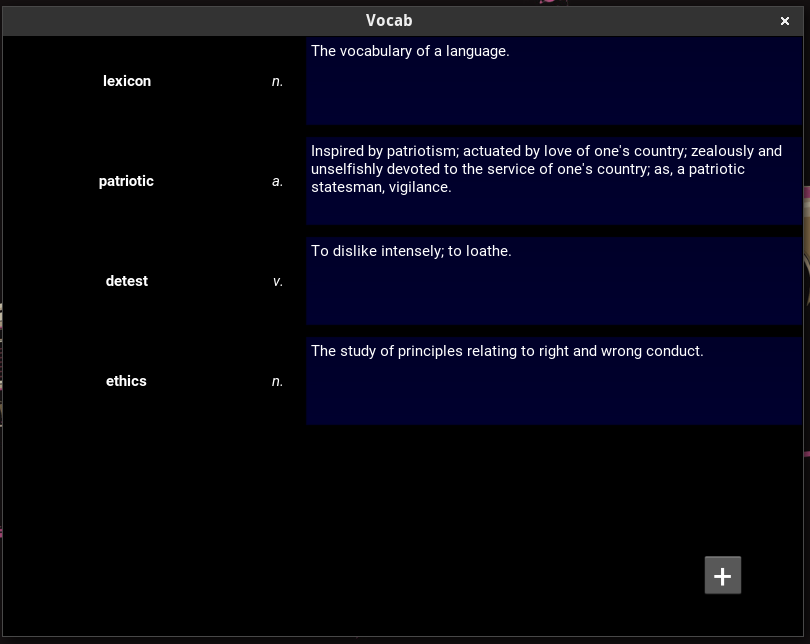 Vocab
lexicon n. The vocabulary of a language.
patriotic a. Inspired by patriotism; actuated by love of one's country; zealously and
unselfishly devoted to the service of one's country; as, a patriotic
statesman, vigilance.
detest v. To dislike intensely; to loathe.
ethics n. The study of principles relating to right and wrong conduct.
+